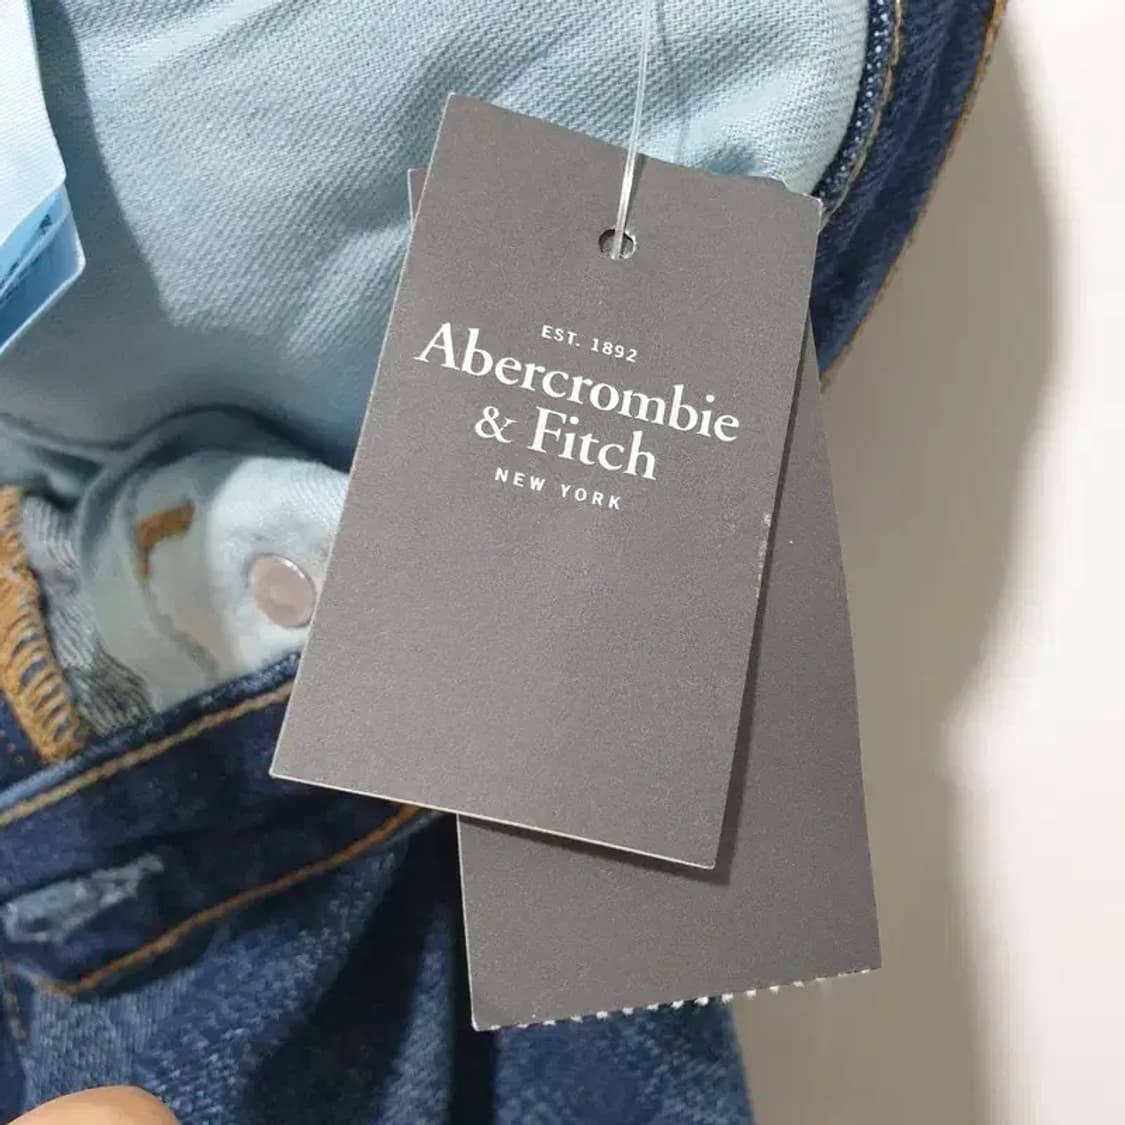 EST. 1892
Abercrombie
& Fitch
NEW YORK